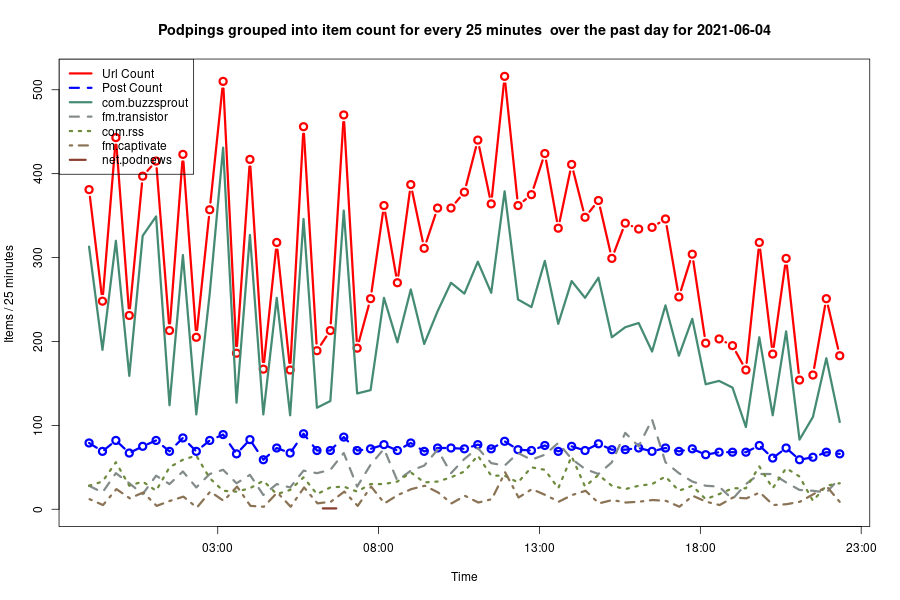 Podpings grouped into item count for every 25 minutes  over the past day for 2021-06-04
Url Count
Post Count
com.buzzsprout
fm.transistor
com.rss
fm.captivate
net.podnews
Items / 25 minutes
500
400
300
200
100
0
03:00 08:00 13:00 18:00 23:00
Time